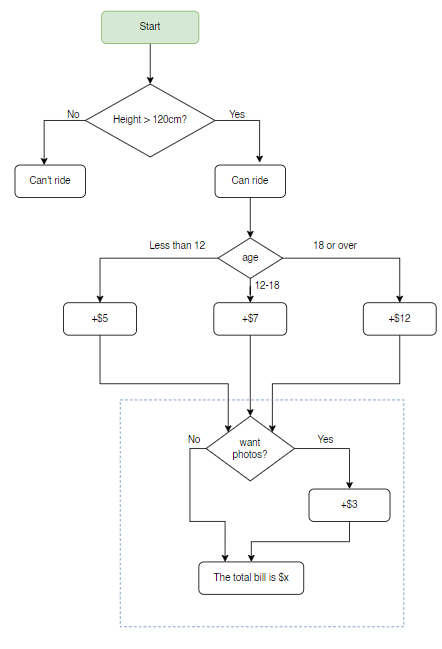 Start
Height > 120cm?
No
Yes
Can't ride
Can ride
Less than 12
18 or over
age
12-18
+$5
+$7
+$12
No
want
photos?
Yes
+$3
The total bill is $x